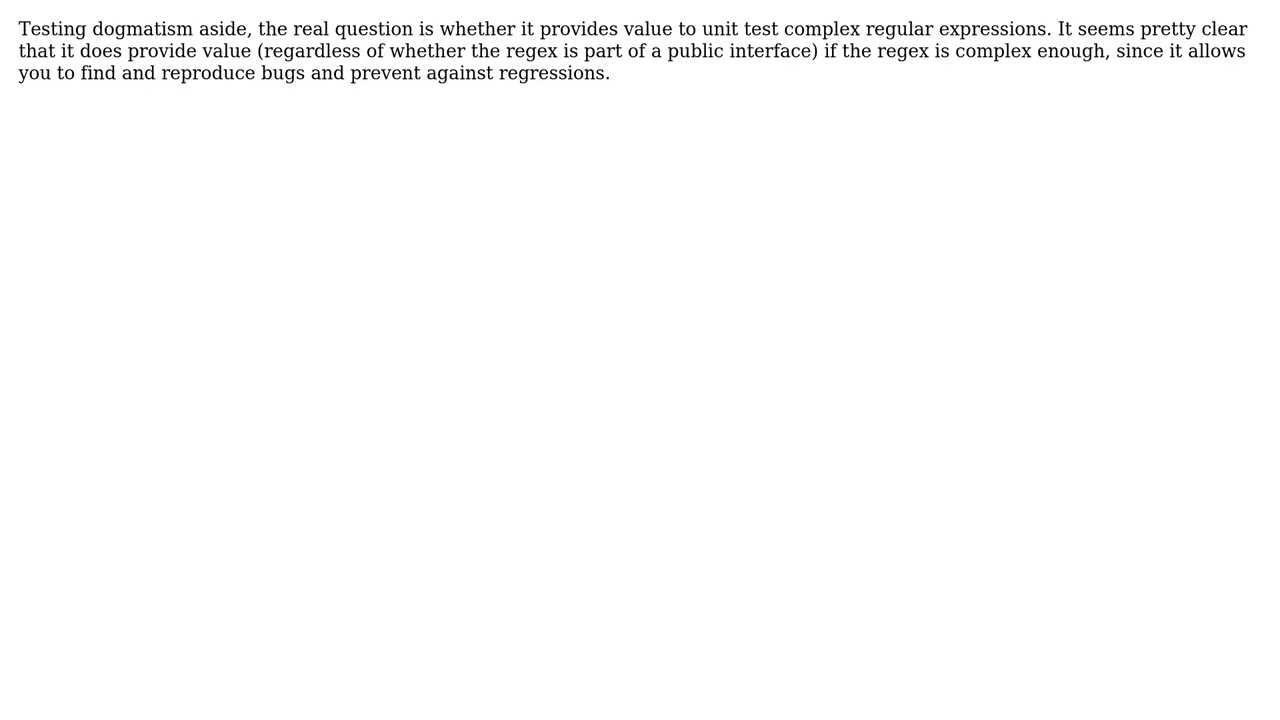 Testing dogmatism aside, the real question is whether it provides value to unit test complex regular expressions. It seems pretty clear
that it does provide value (regardless of whether the regex is part of a public interface) if the regex is complex enough, since it allows
you to find and reproduce bugs and prevent against regressions.